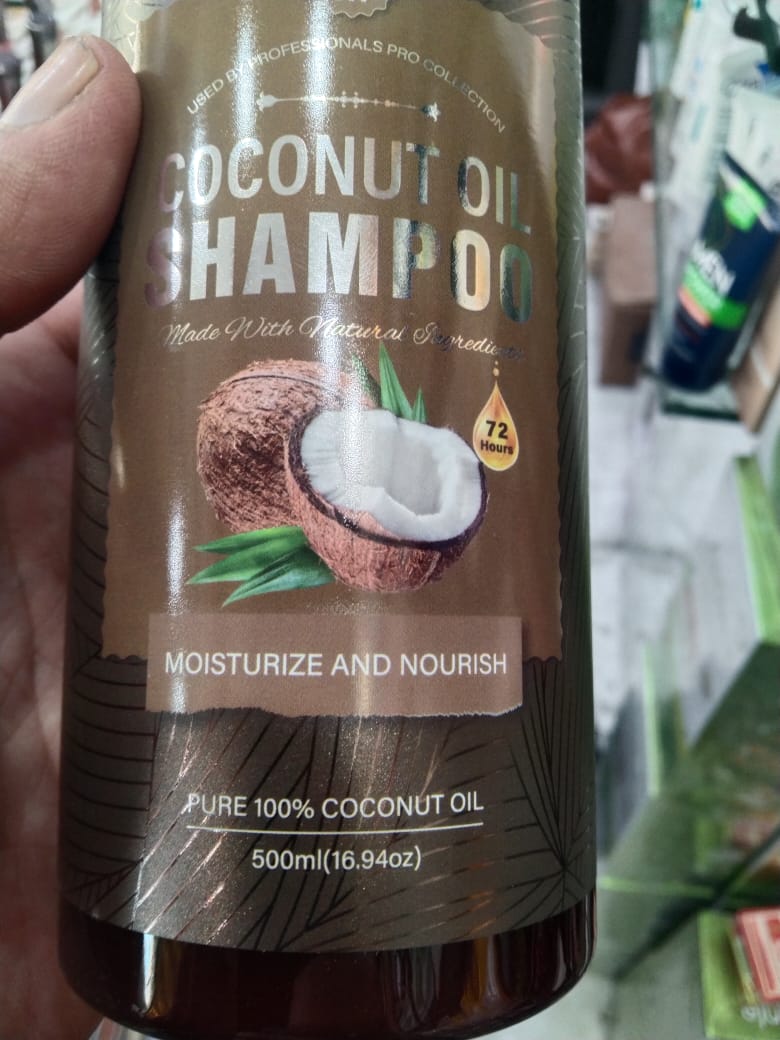 USED BY PROFESSIONALS PRO COLLECTION
COCONUT OIL
SHAMPOO
Made With Natural Ingredients
72
Hours
MOISTURIZE AND NOURISH
PURE 100% COCONUT OIL
500ml(16.94oz)
MEN